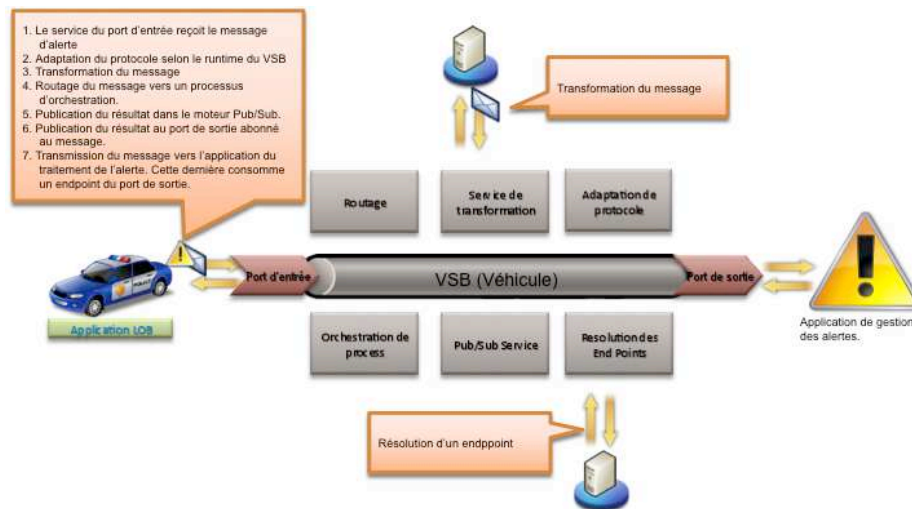 1. Le service du port d'entrée reçoit le message
d'alerte
2. Adaptation du protocole selon le runtime du VSB
3. Transformation du message
4. Routage du message vers un processus
d'orchestration.
5. Publication du résultat dans le moteur Pub/Sub.
6. Publication du résultat au port de sortie abonné
au message.
7. Transmission du message vers l'application du
traitement de l'alerte. Cette dernière consomme
un endpoint du port de sortie.
Transformation du message
Routage
Service de
transformation
Adaptation de
protocole
Port d'entrée
VSB (Véhicule)
Port de sortie
POLICE
Application LOB
Application de gestion
des alertes.
Orchestration de
process
Pub/Sub Service
Resolution des
End Points
Résolution d'un endppoint